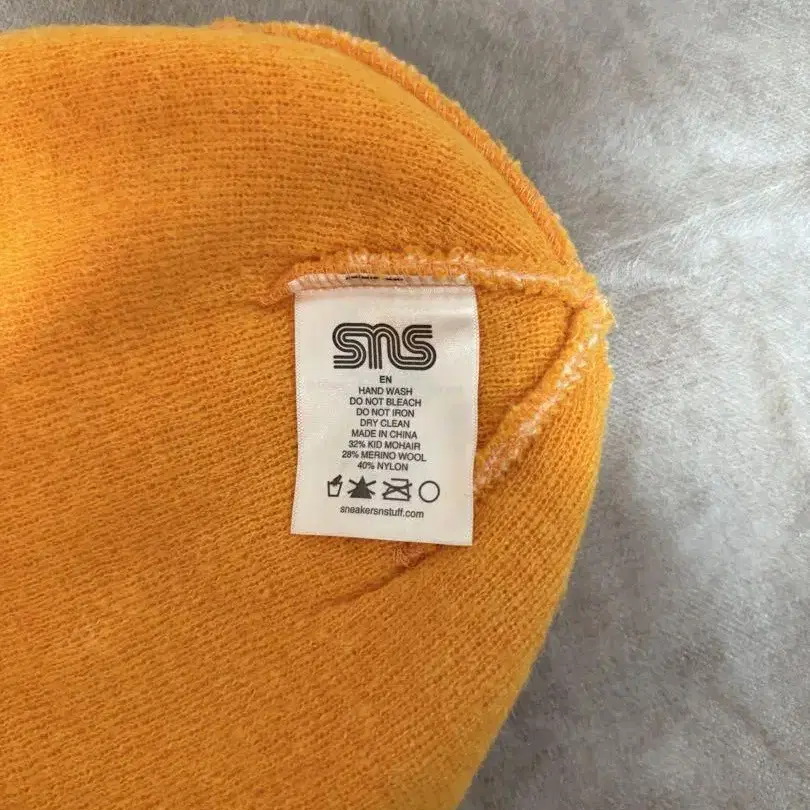 sns
EN
HAND WASH
DO NOT BLEACH
DO NOT IRON
DRY CLEAN
MADE IN CHINA
32% KID MOHAIR
28% MERINO WOOL
40% NYLON
sneakersnstuff.com